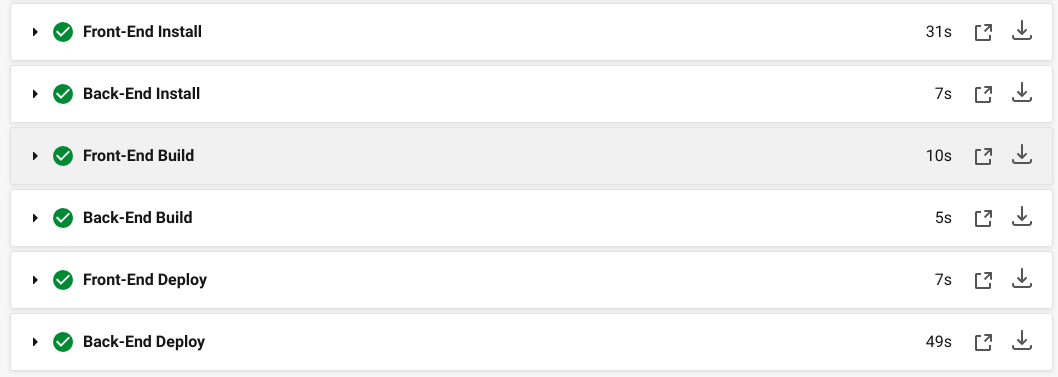 Front-End Install 31s
Back-End Install 7s
Front-End Build 10s
Back-End Build 5s
Front-End Deploy 7s
Back-End Deploy 49s